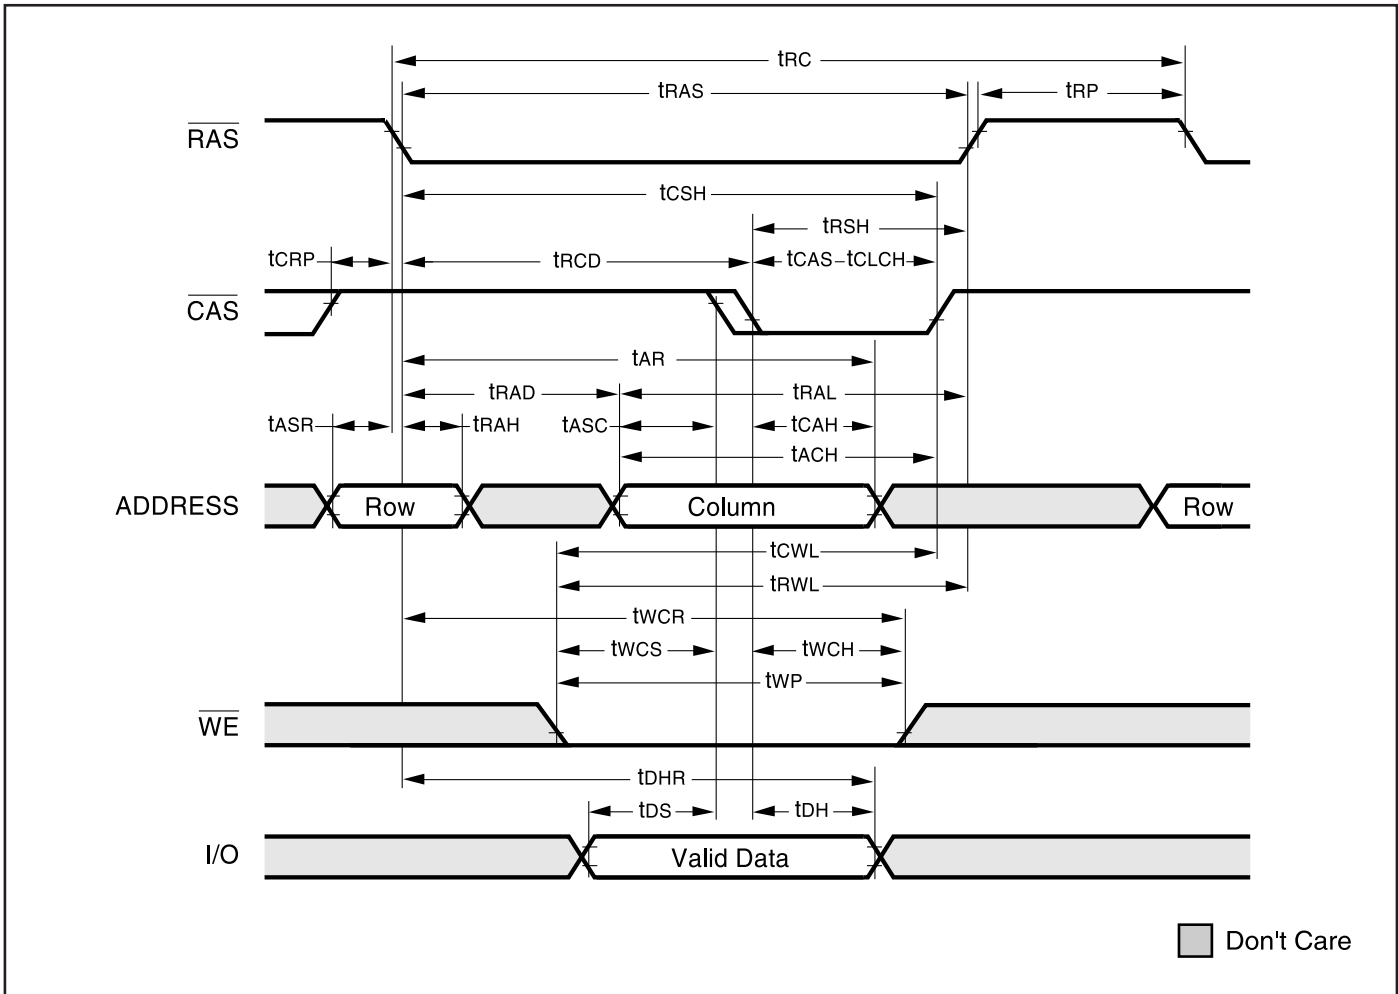 tRC
tRAS
tRP
RAS
tCSH
tRSH
tCRP
tRCD
tCAS tCLCH
CAS
tAR
tRAD
tRAL
tASR
tRAH
tASC
tCAH
tACH
ADDRESS
Row
Column
Row
tCWL
tRWL
tWCR
tWCS
tWCH
tWP
WE
tDHR
tDS
tDH
I/O
Valid Data
Don't Care